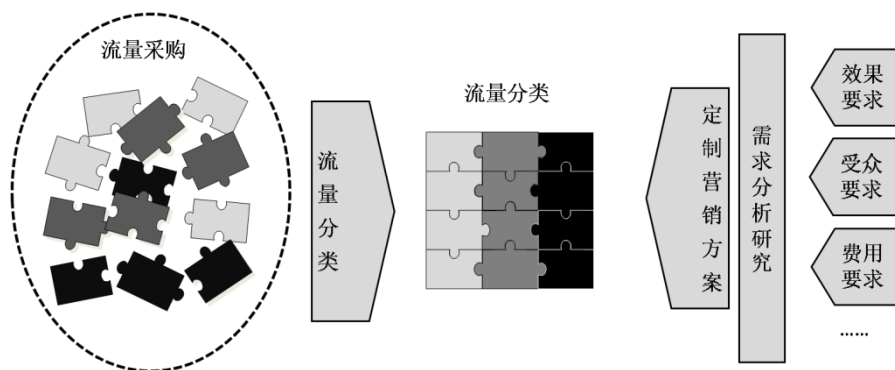 流量采购
流量分类
流量分类
定制营销方案
需求分析研究
效果
要求
受众
要求
费用
要求
……